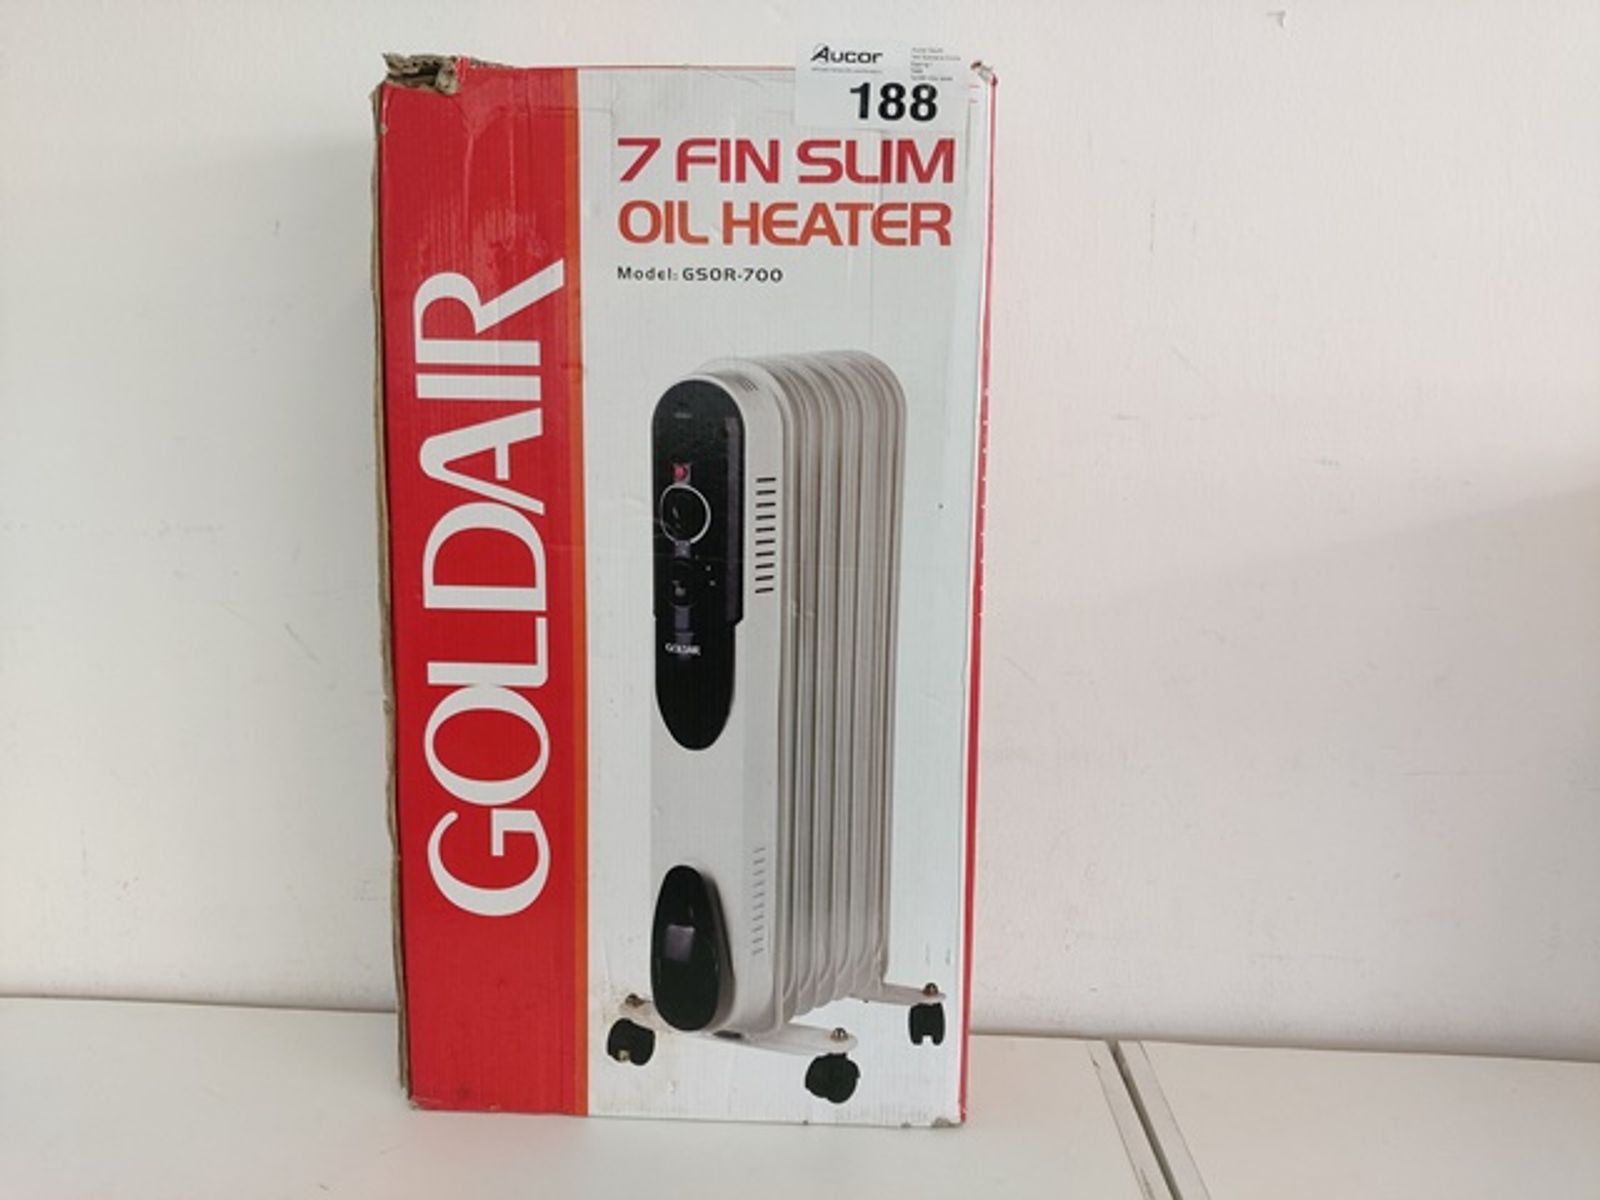 Aucor
188
7 FIN SLIM
OIL HEATER
Model: GSOR-700
GOLDAIR
GOLDAIR